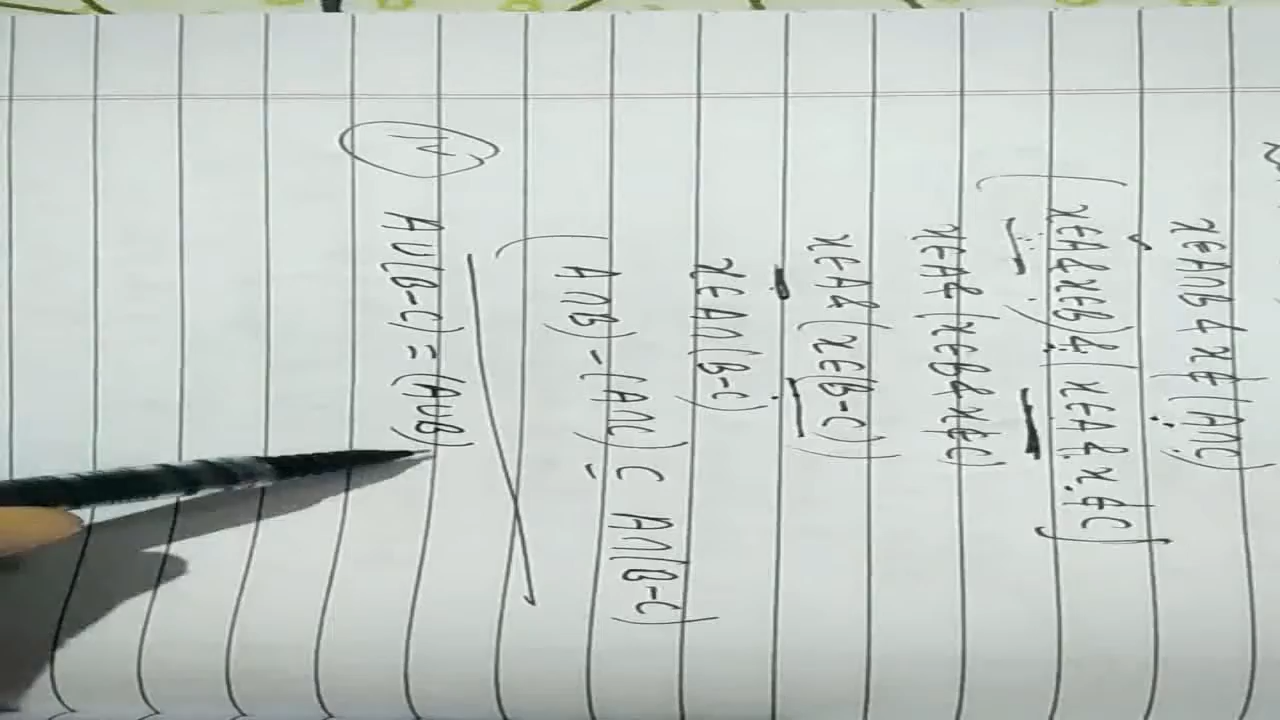 x∈A∩B & x∉(A∩C)
(x∈A & x∈B) & (x∈A & x∉C)
x∈A & (x∈B & x∉C)
x∈A & (x∈(B-C))
x∈A∩(B-C)
(A∩B)-(A∩C) ⊆ A∩(B-C)
IV
A∪(B-C) = (A∪B)